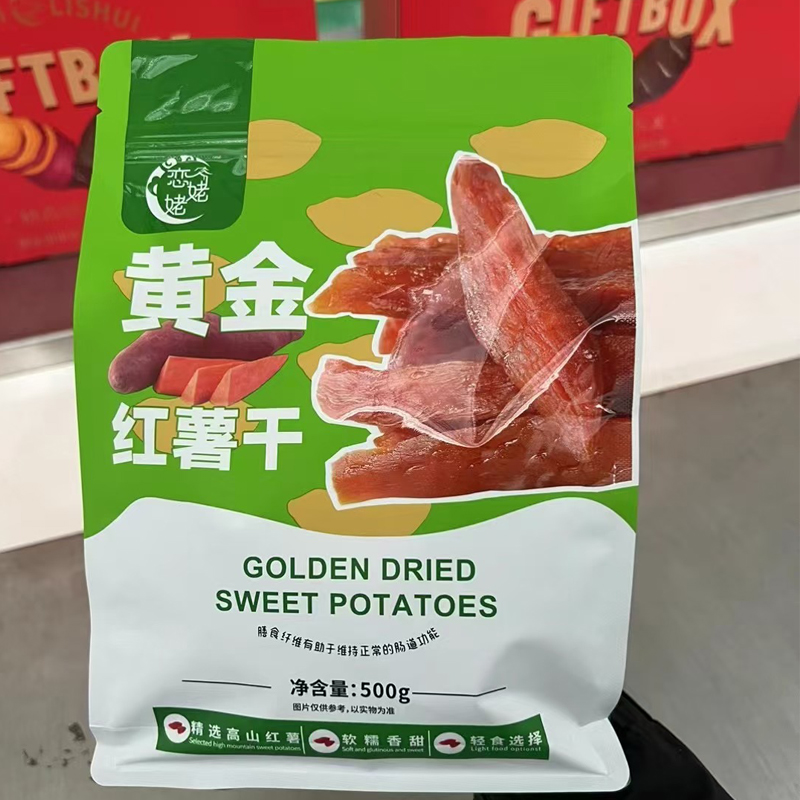 LISHUI
FTBOX
GIFTBOX
恋姥姥
黄金
红薯干
GOLDEN DRIED
SWEET POTATOES
膳食纤维有助于维持正常的肠道功能
净含量:500g
图片仅供参考,以实物为准
精选高山红薯
Selected high mountain sweet potatoes
软糯香甜
Soft and glutinous and sweet
轻食选择
Light food optiurist